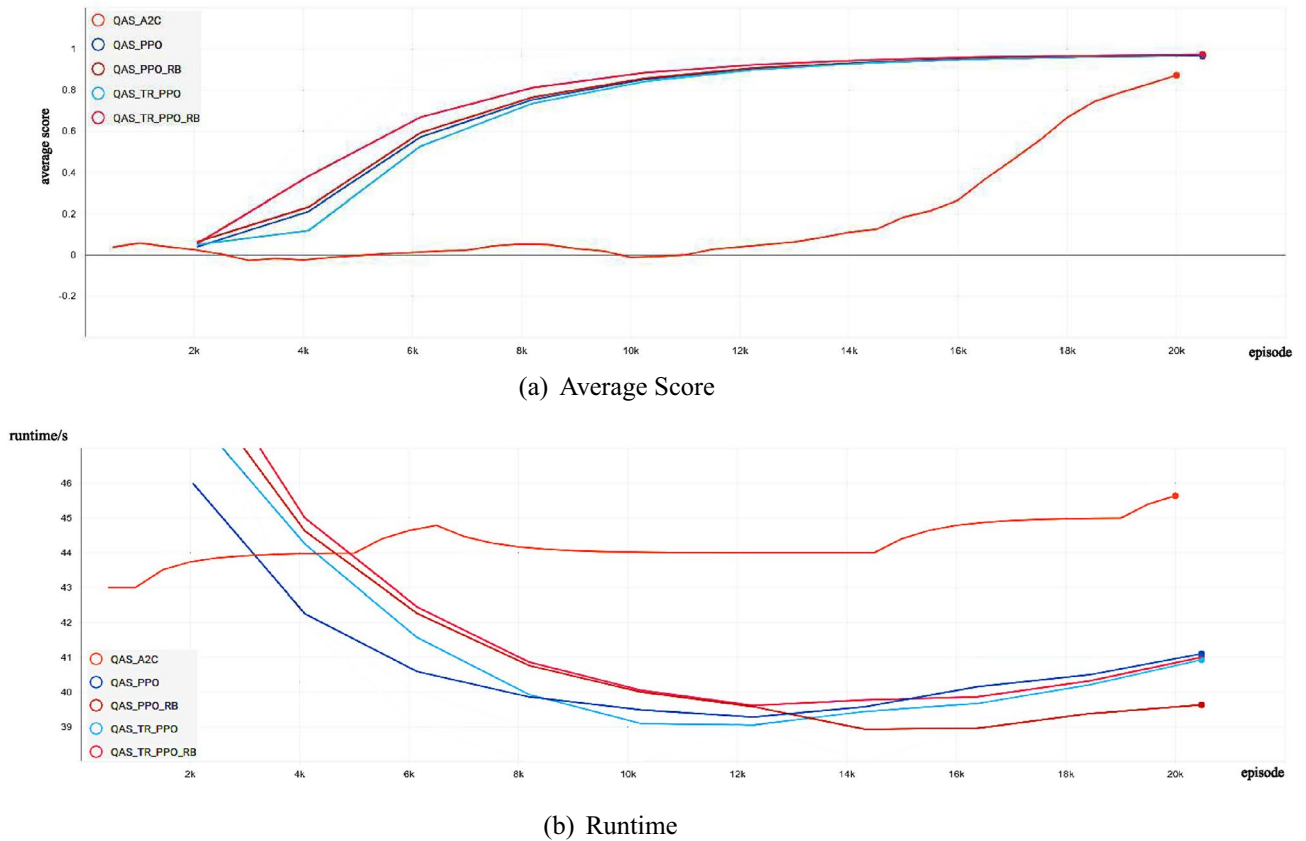 QAS_A2C
QAS_PPO
QAS_PPO_RB
QAS_TR_PPO
QAS_TR_PPO_RB
average score
1
0.8
0.6
0.4
0.2
0
-0.2
2k 4k 6k 8k 10k 12k 14k 16k 18k 20k episode
(a) Average Score
runtime/s
46
45
44
43
42
41
40
39
QAS_A2C
QAS_PPO
QAS_PPO_RB
QAS_TR_PPO
QAS_TR_PPO_RB
2k 4k 6k 8k 10k 12k 14k 16k 18k 20k episode
(b) Runtime